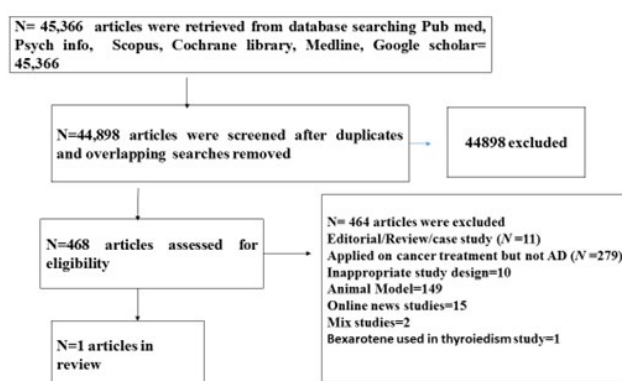 N= 45,366 articles were retrieved from database searching Pub med,
Psych info, Scopus, Cochrane library, Medline, Google scholar=
45,366
N=44,898 articles were screened after duplicates
and overlapping searches removed
44898 excluded
N=468 articles assessed for
eligibility
N= 464 articles were excluded
Editorial/Review/case study (N=11)
Applied on cancer treatment but not AD (N=279)
Inappropriate study design=10
Animal Model=149
Online news studies=15
Mix studies=2
Bexarotene used in thyroiedism study=1
N=1 articles in
review